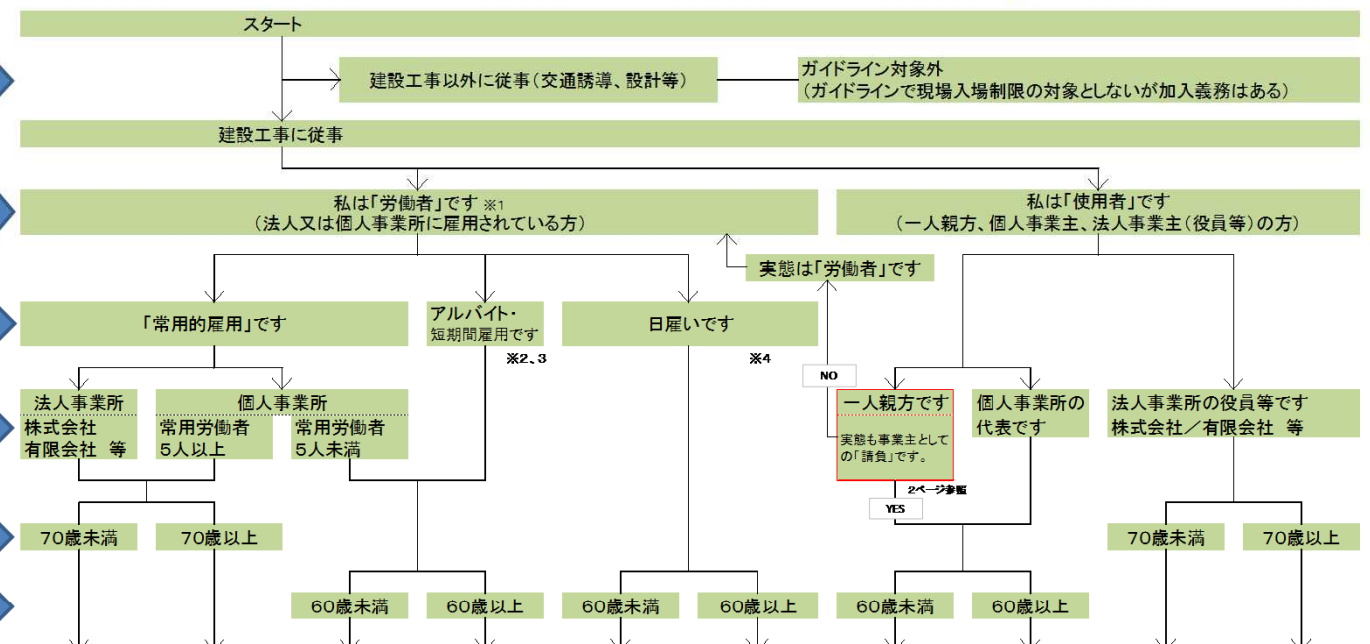 スタート
建設工事以外に従事(交通誘導、設計等)
ガイドライン対象外
(ガイドラインで現場入場制限の対象としないが加入義務はある)
建設工事に従事
私は「労働者」です ※1
(法人又は個人事業所に雇用されている方)
私は「使用者」です
(一人親方、個人事業主、法人事業主(役員等)の方)
実態は「労働者」です
「常用的雇用」です
アルバイト・
短期間雇用です
※2、3
日雇いです
※4
NO
法人事業所
株式会社
有限会社 等
個人事業所
常用労働者
5人以上
常用労働者
5人未満
一人親方です
実態も事業主として
の「請負」です。
2ページ参照
YES
個人事業所の
代表です
法人事業所の役員等です
株式会社/有限会社 等
70歳未満
70歳以上
70歳未満
70歳以上
60歳未満
60歳以上
60歳未満
60歳以上
60歳未満
60歳以上